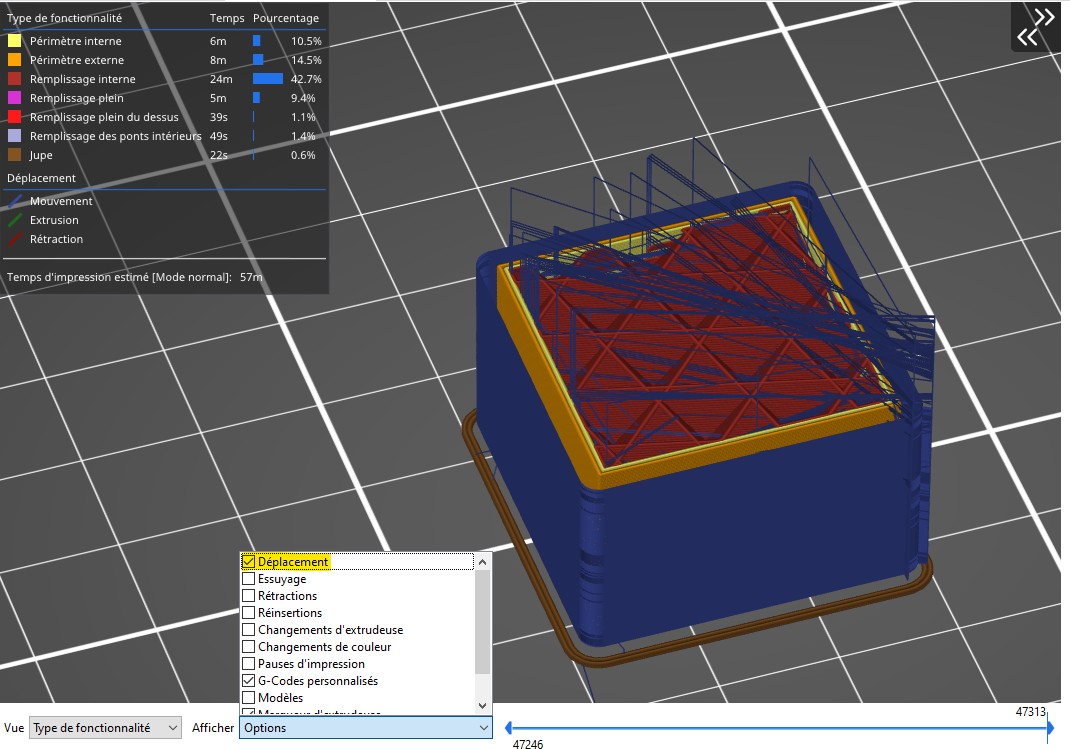 Type de fonctionnalité Temps Pourcentage
Périmètre interne 6m 10.5%
Périmètre externe 8m 14.5%
Remplissage interne 24m 42.7%
Remplissage plein 5m 9.4%
Remplissage plein du dessus 39s 1.1%
Remplissage des ponts intérieurs 49s 1.4%
Jupe 22s 0.6%
Déplacement
Mouvement
Extrusion
Rétraction
Temps d'impression estimé [Mode normal]: 57m
Déplacement
Essuyage
Rétractions
Réinsertions
Changements d'extrudeuse
Changements de couleur
Pauses d'impression
G-Codes personnalisés
Modèles
Vue Type de fonctionnalité Afficher Options
47313
47246